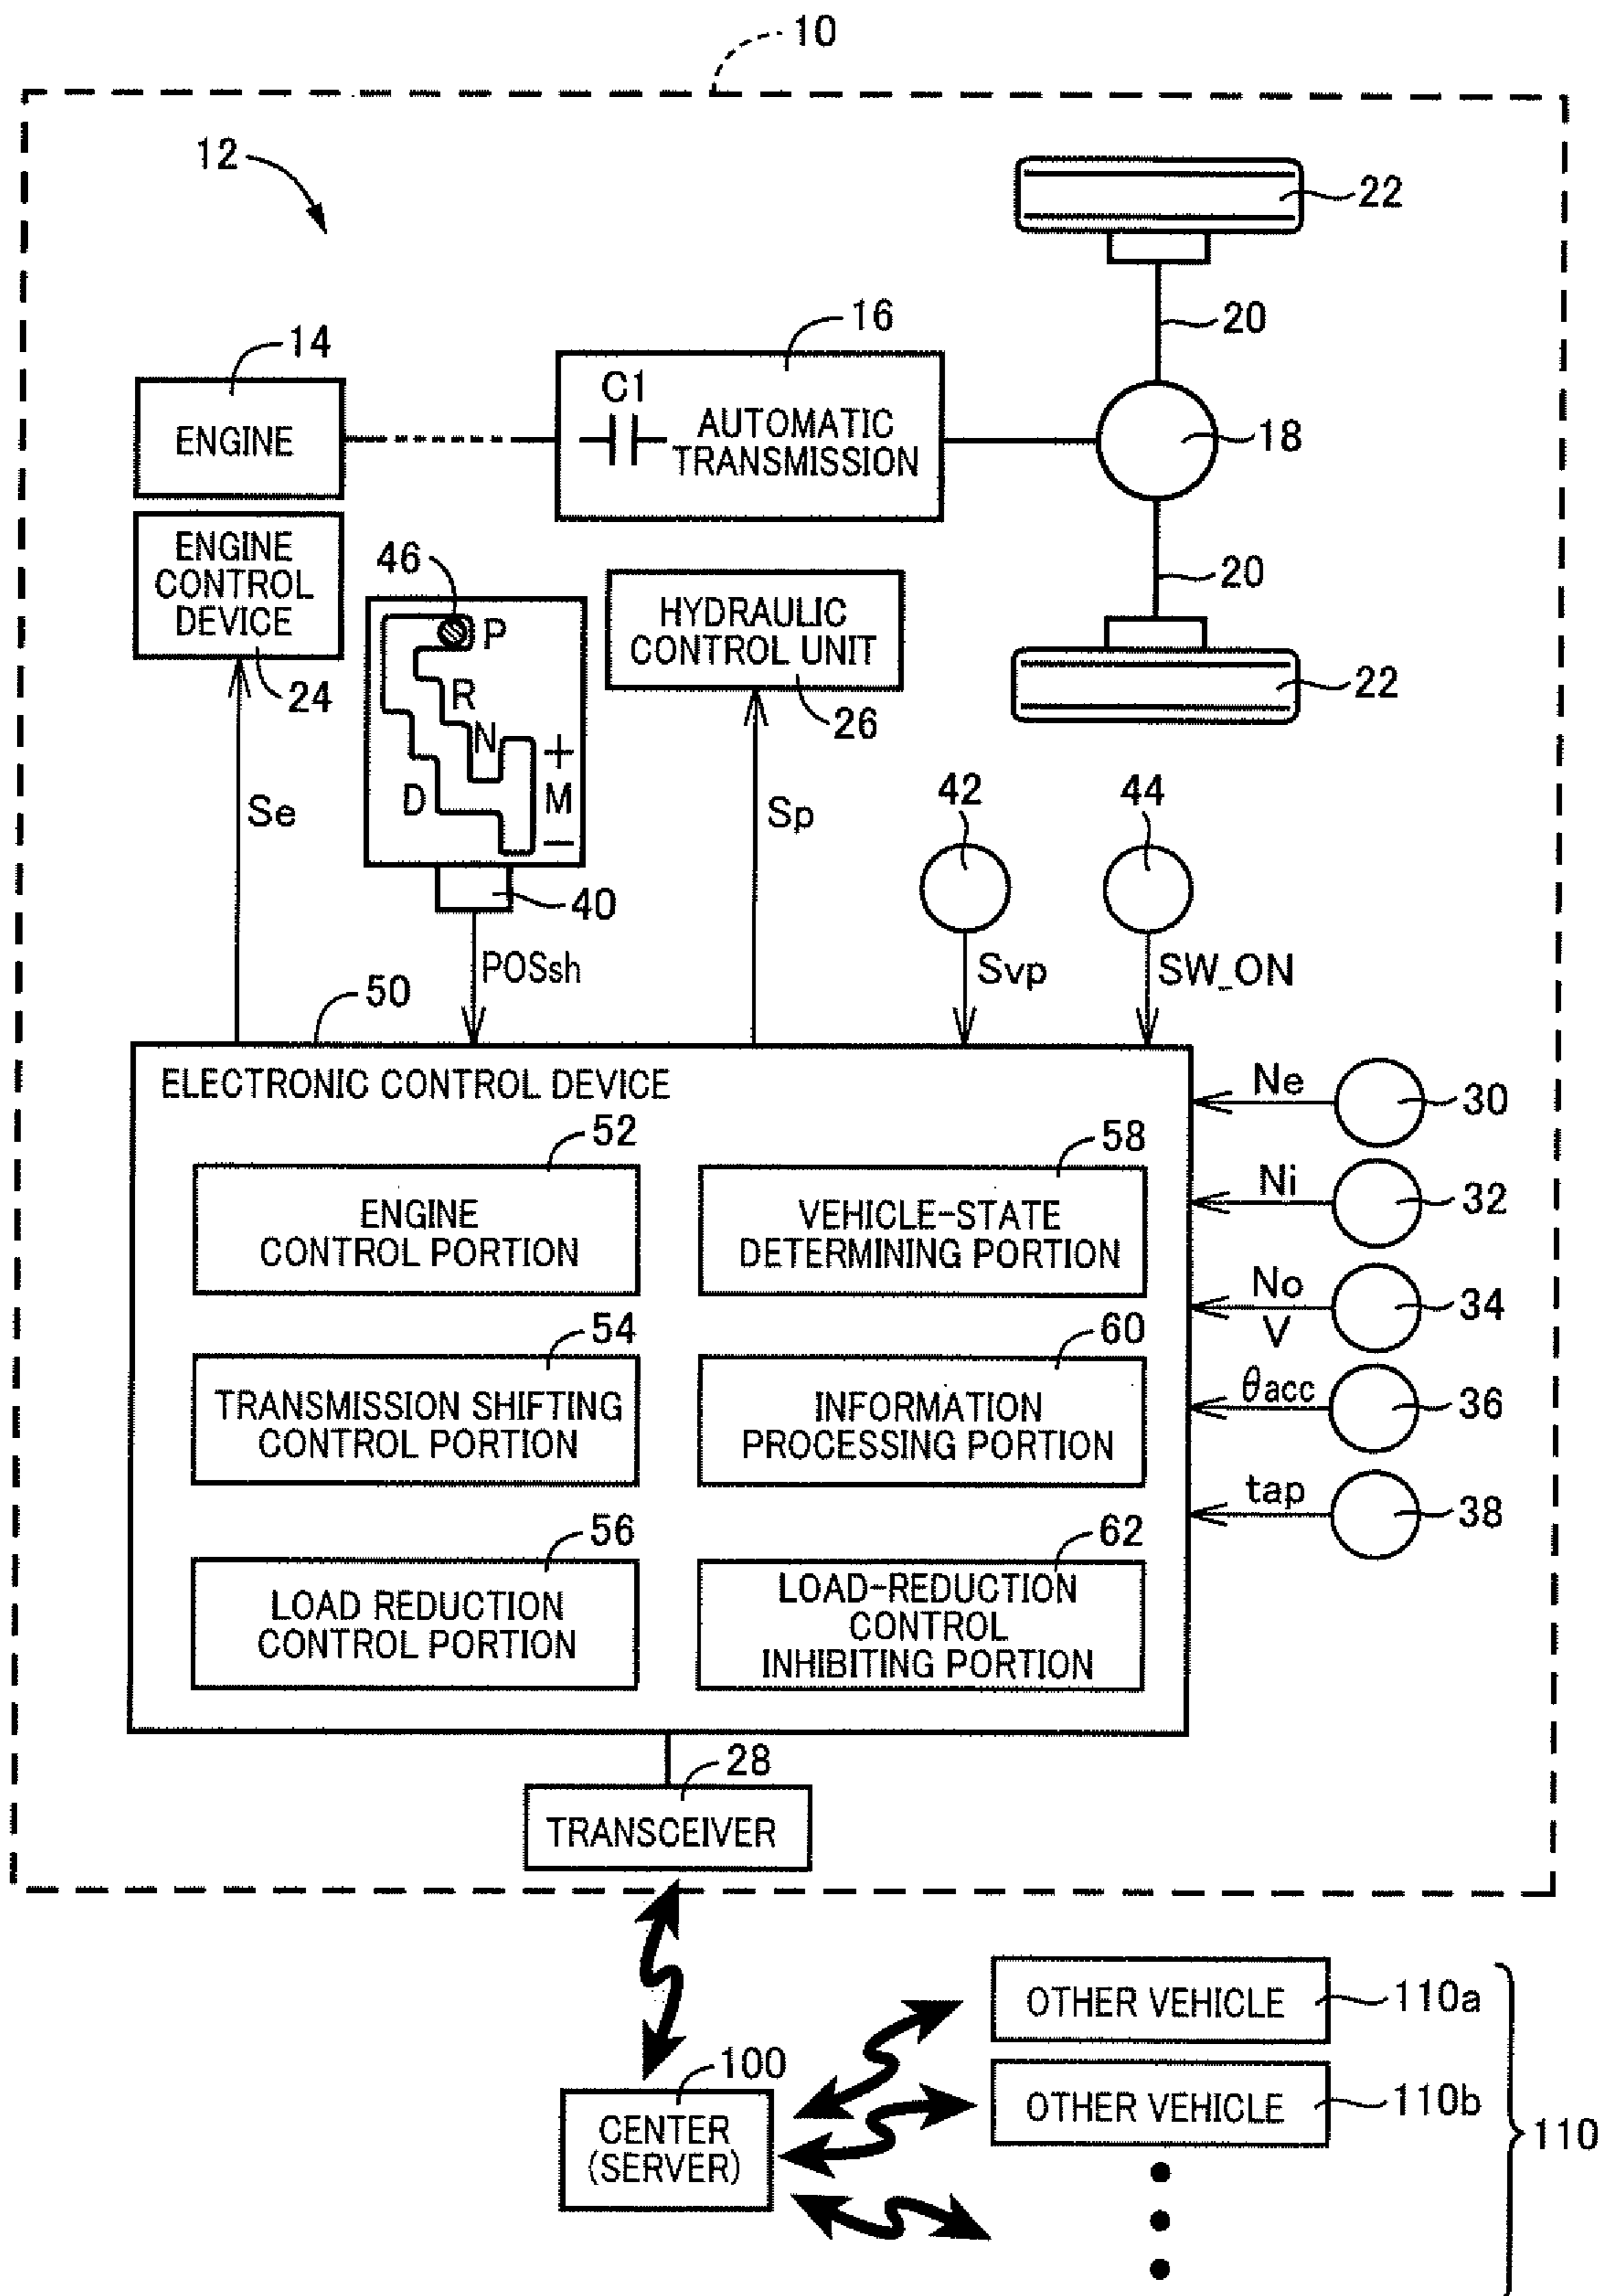 10
12
22
20
16
14
C1
AUTOMATIC
TRANSMISSION
18
ENGINE
ENGINE
CONTROL
DEVICE
24
46
P
R
N
D
+
M
—
HYDRAULIC
CONTROL UNIT
26
20
22
Se
Sp
42
44
40
POSsh
Svp
SW_ON
50
ELECTRONIC CONTROL DEVICE
Ne
30
52
58
ENGINE
CONTROL PORTION
VEHICLE-STATE
DETERMINING PORTION
Ni
32
No
V
34
54
60
TRANSMISSION SHIFTING
CONTROL PORTION
INFORMATION
PROCESSING PORTION
θacc
36
tap
38
56
62
LOAD REDUCTION
CONTROL PORTION
LOAD-REDUCTION
CONTROL
INHIBITING PORTION
28
TRANSCEIVER
OTHER VEHICLE
110a
100
CENTER
(SERVER)
OTHER VEHICLE
110b
110